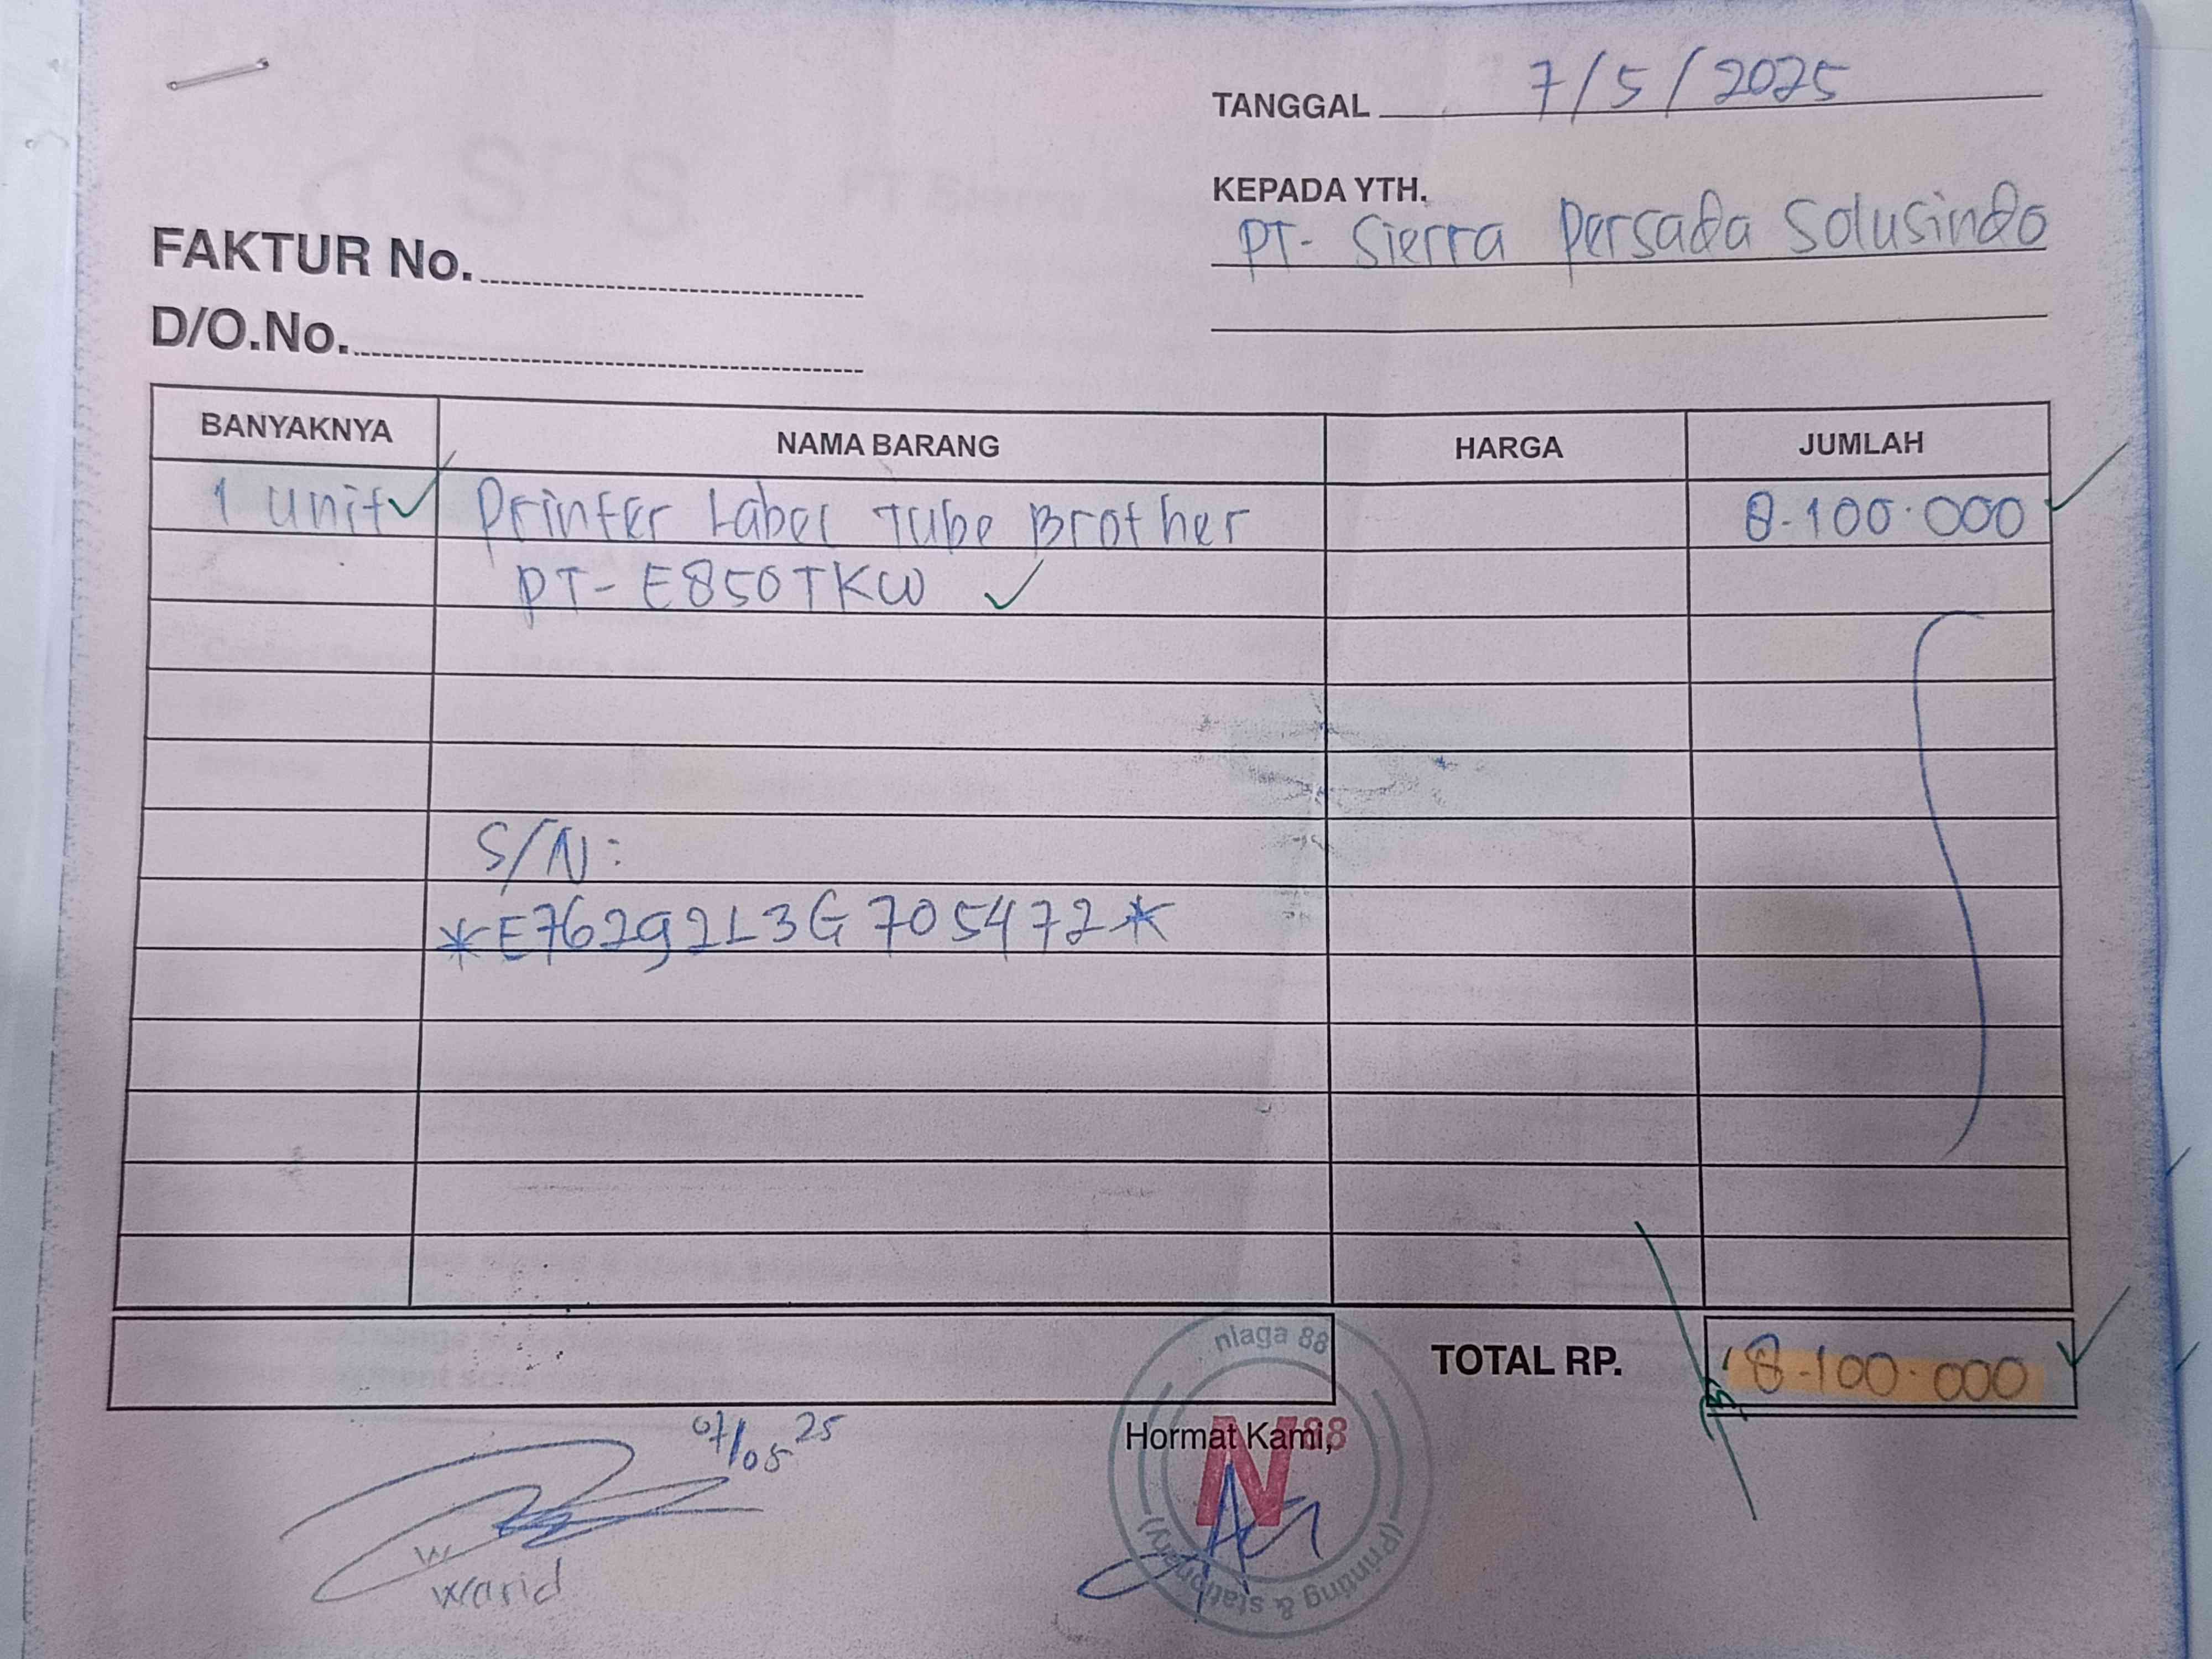 TANGGAL 7/5/2025
KEPADA YTH.
PT- Sierra Persada Solusindo
FAKTUR No.
D/O.No.
BANYAKNYA NAMA BARANG HARGA JUMLAH
1 Unit Printer Label Tube Brother 8.100.000
PT-E850TKW
S/N:
*E76292L3G705472*
TOTAL RP. 8.100.000
niaga 88
07/05 25
Hormat Kami,
N88
warid
(Printing & stationary)